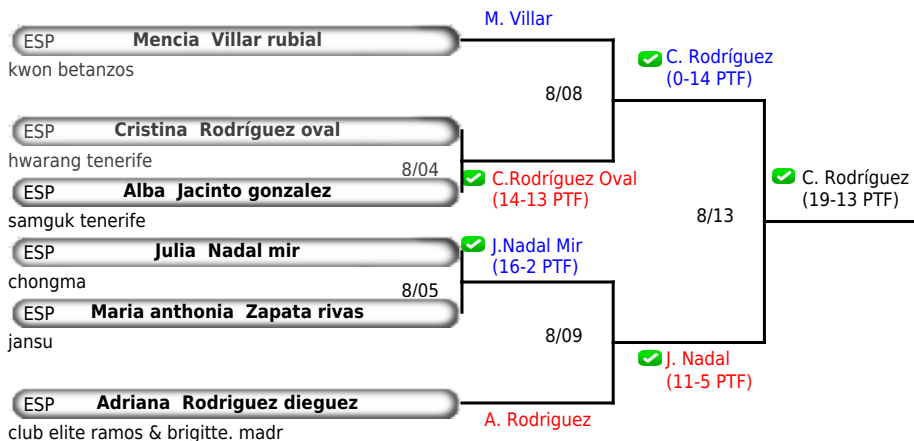 M. Villar
ESP Mencia Villar rubial
kwon betanzos
C. Rodríguez
(0-14 PTF)
8/08
ESP Cristina Rodríguez oval
hwarang tenerife
8/04
C.Rodríguez Oval
(14-13 PTF)
ESP Alba Jacinto gonzalez
samguk tenerife
C. Rodríguez
(19-13 PTF)
8/13
ESP Julia Nadal mir
chongma
J.Nadal Mir
(16-2 PTF)
8/05
ESP Maria anthonia Zapata rivas
jansu
8/09
J. Nadal
(11-5 PTF)
ESP Adriana Rodriguez dieguez
club elite ramos & brigitte. madr
A. Rodriguez